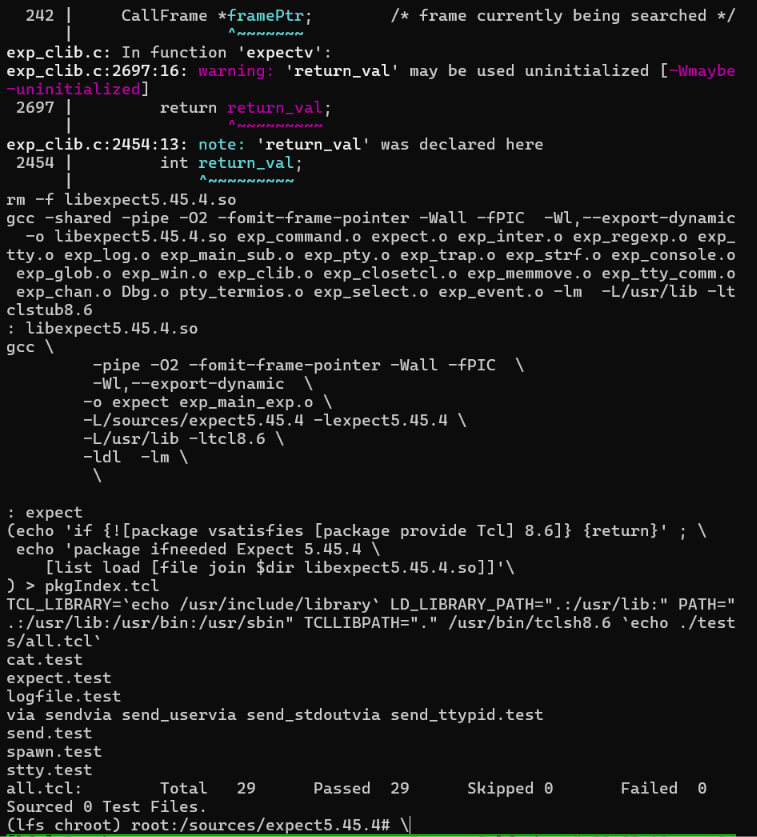 242 |     CallFrame *framePtr;        /* frame currently being searched */
      |                ^~~~~~~~
exp_clib.c: In function 'expectv':
exp_clib.c:2697:16: warning: 'return_val' may be used uninitialized [-Wmaybe
-uninitialized]
 2697 |         return return_val;
      |                ^~~~~~~~~~
exp_clib.c:2454:13: note: 'return_val' was declared here
 2454 |         int return_val;
      |             ^~~~~~~~~~
rm -f libexpect5.45.4.so
gcc -shared -pipe -O2 -fomit-frame-pointer -Wall -fPIC  -Wl,--export-dynamic
  -o libexpect5.45.4.so exp_command.o expect.o exp_inter.o exp_regexp.o exp_
tty.o exp_log.o exp_main_sub.o exp_pty.o exp_trap.o exp_strf.o exp_console.o
 exp_glob.o exp_win.o exp_clib.o exp_closetcl.o exp_memmove.o exp_tty_comm.o
 exp_chan.o Dbg.o pty_termios.o exp_select.o exp_event.o -lm  -L/usr/lib -lt
clstub8.6
: libexpect5.45.4.so
gcc \
         -pipe -O2 -fomit-frame-pointer -Wall -fPIC  \
         -Wl,--export-dynamic  \
        -o expect exp_main_exp.o \
        -L/sources/expect5.45.4 -lexpect5.45.4 \
        -L/usr/lib -ltcl8.6 \
        -ldl  -lm \
         \
: expect
(echo 'if {![package vsatisfies [package provide Tcl] 8.6]} {return}' ; \
 echo 'package ifneeded Expect 5.45.4 \
    [list load [file join $dir libexpect5.45.4.so]]'\
) > pkgIndex.tcl
TCL_LIBRARY=`echo /usr/include/library` LD_LIBRARY_PATH=".:/usr/lib:" PATH="
.:/usr/lib:/usr/bin:/usr/sbin" TCLLIBPATH="." /usr/bin/tclsh8.6 `echo ./test
s/all.tcl`
cat.test
expect.test
logfile.test
via sendvia send_uservia send_stdoutvia send_ttypid.test
send.test
spawn.test
stty.test
all.tcl:        Total   29      Passed  29      Skipped 0       Failed  0
Sourced 0 Test Files.
(lfs chroot) root:/sources/expect5.45.4# \